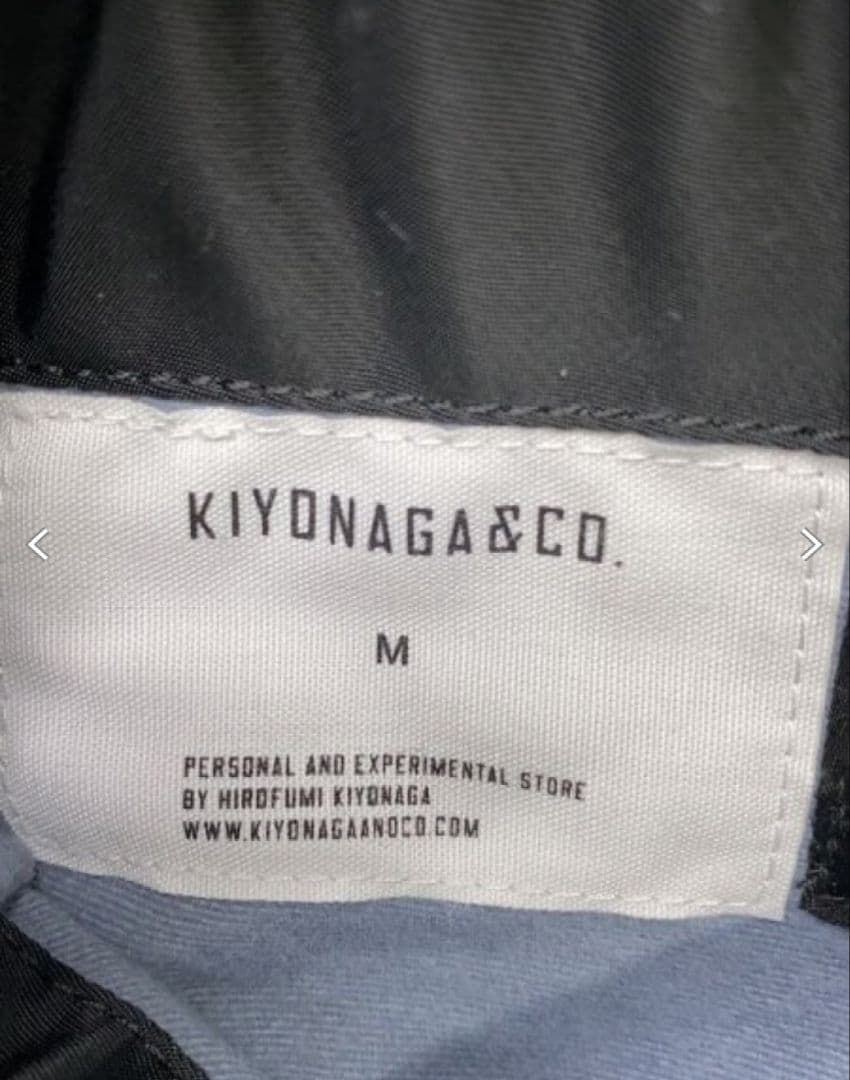 KIYONAGA&CO.
M
PERSONAL AND EXPERIMENTAL STORE
BY HIROFUMI KIYONAGA
WWW.KIYONAGAANDCO.COM